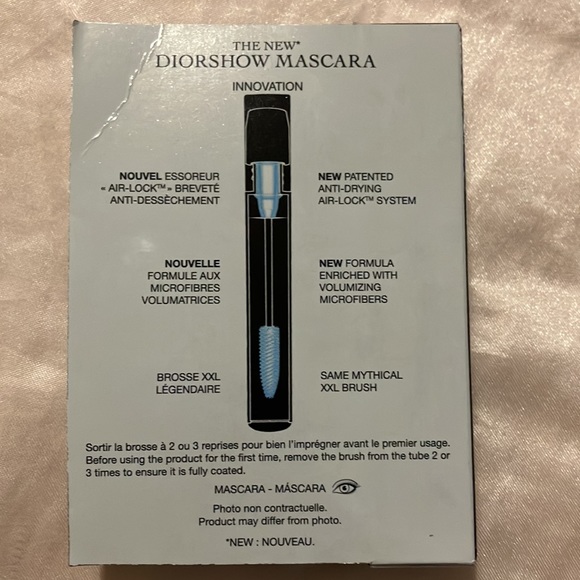 THE NEW*
DIORSHOW MASCARA
INNOVATION
NOUVEL ESSOREUR
« AIR-LOCK™ » BREVETÉ
ANTI-DESSÈCHEMENT
NEW PATENTED
ANTI-DRYING
AIR-LOCK™ SYSTEM
NOUVELLE
FORMULE AUX
MICROFIBRES
VOLUMATRICES
NEW FORMULA
ENRICHED WITH
VOLUMIZING
MICROFIBERS
BROSSE XXL
LÉGENDAIRE
SAME MYTHICAL
XXL BRUSH
Sortir la brosse à 2 ou 3 reprises pour bien l'imprégner avant le premier usage.
Before using the product for the first time, remove the brush from the tube 2 or
3 times to ensure it is fully coated.
MASCARA - MÁSCARA
Photo non contractuelle.
Product may differ from photo.
*NEW : NOUVEAU.